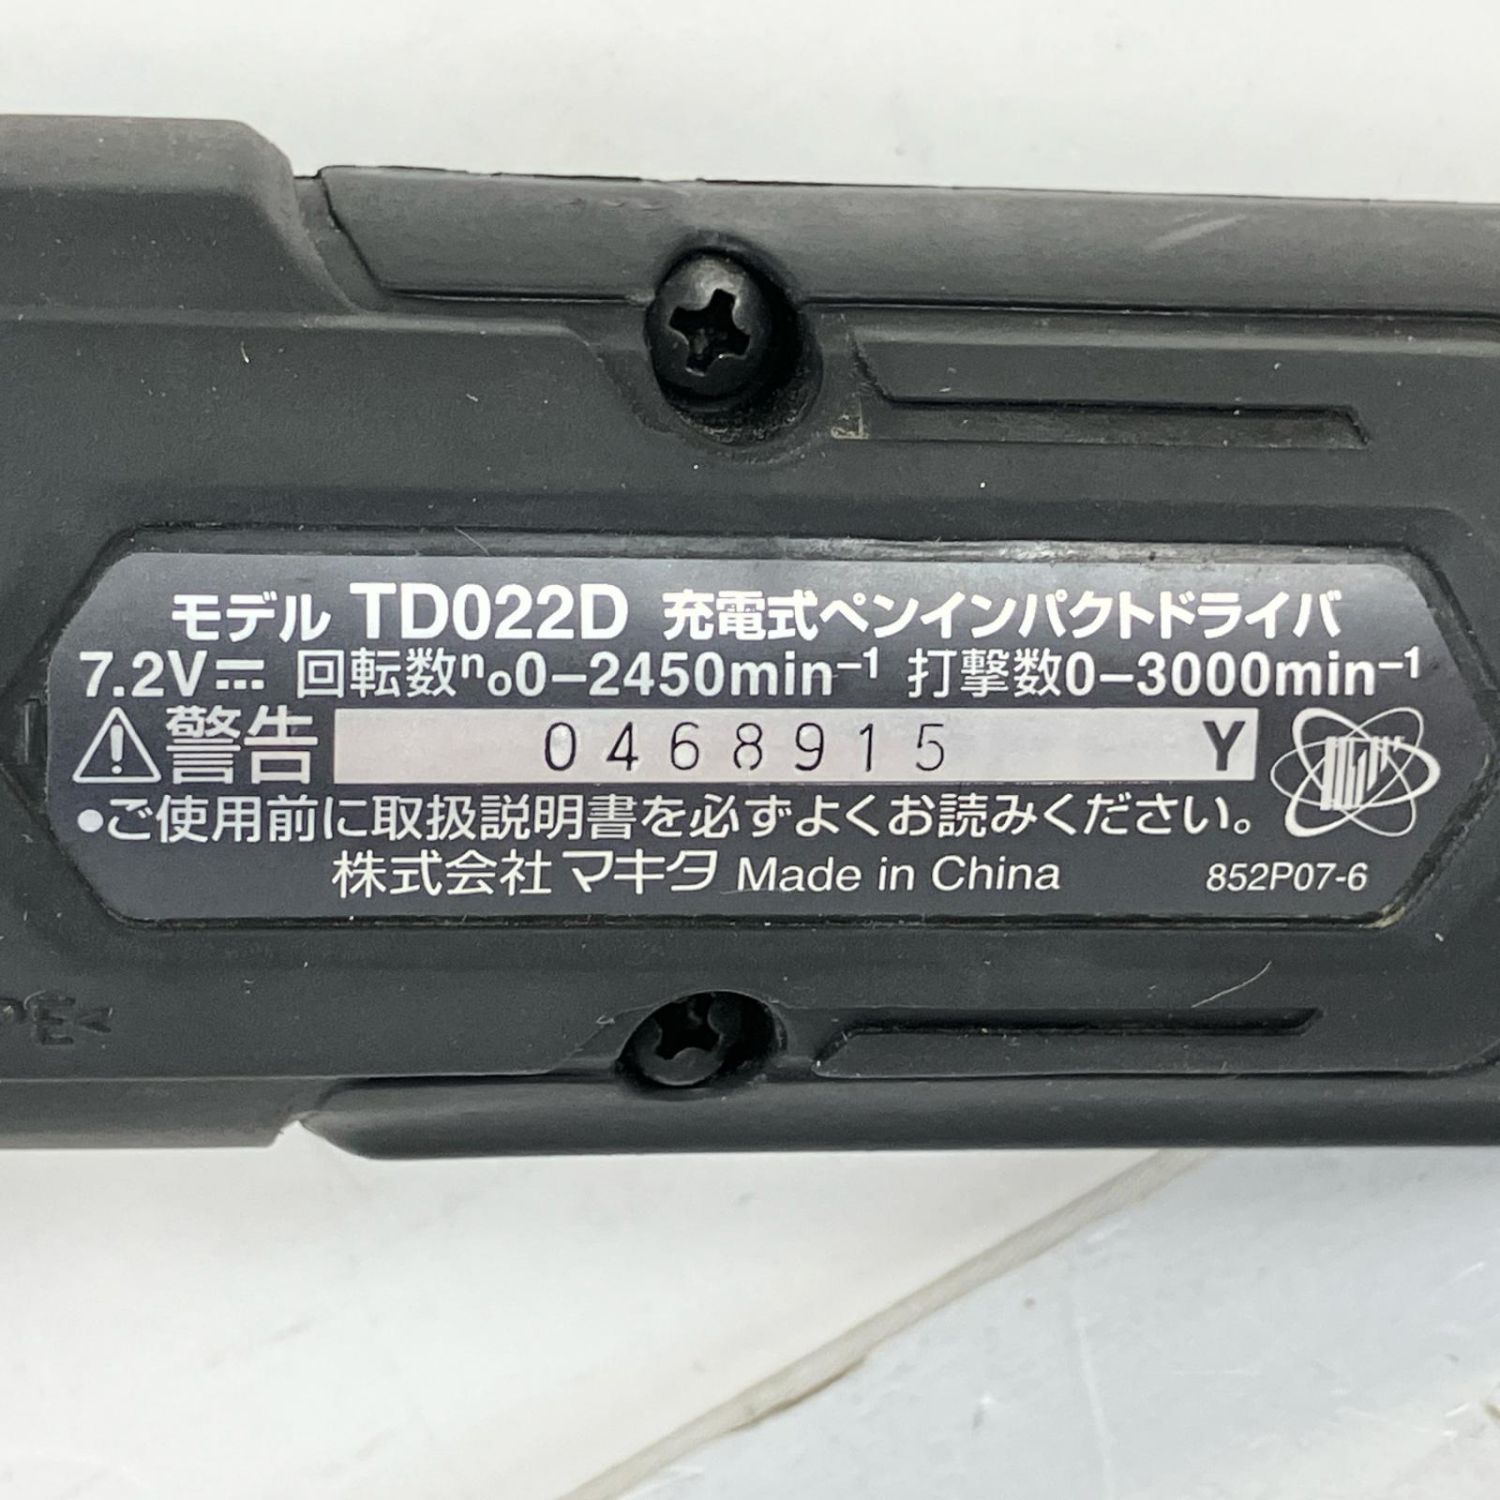 モデル TD022D 充電式ペンインパクトドライバ
7.2V⎓ 回転数n₀0–2450min⁻¹ 打撃数0–3000min⁻¹
⚠警告 0468915 Y
●ご使用前に取扱説明書を必ずよくお読みください。
株式会社マキタ Made in China 852P07-6